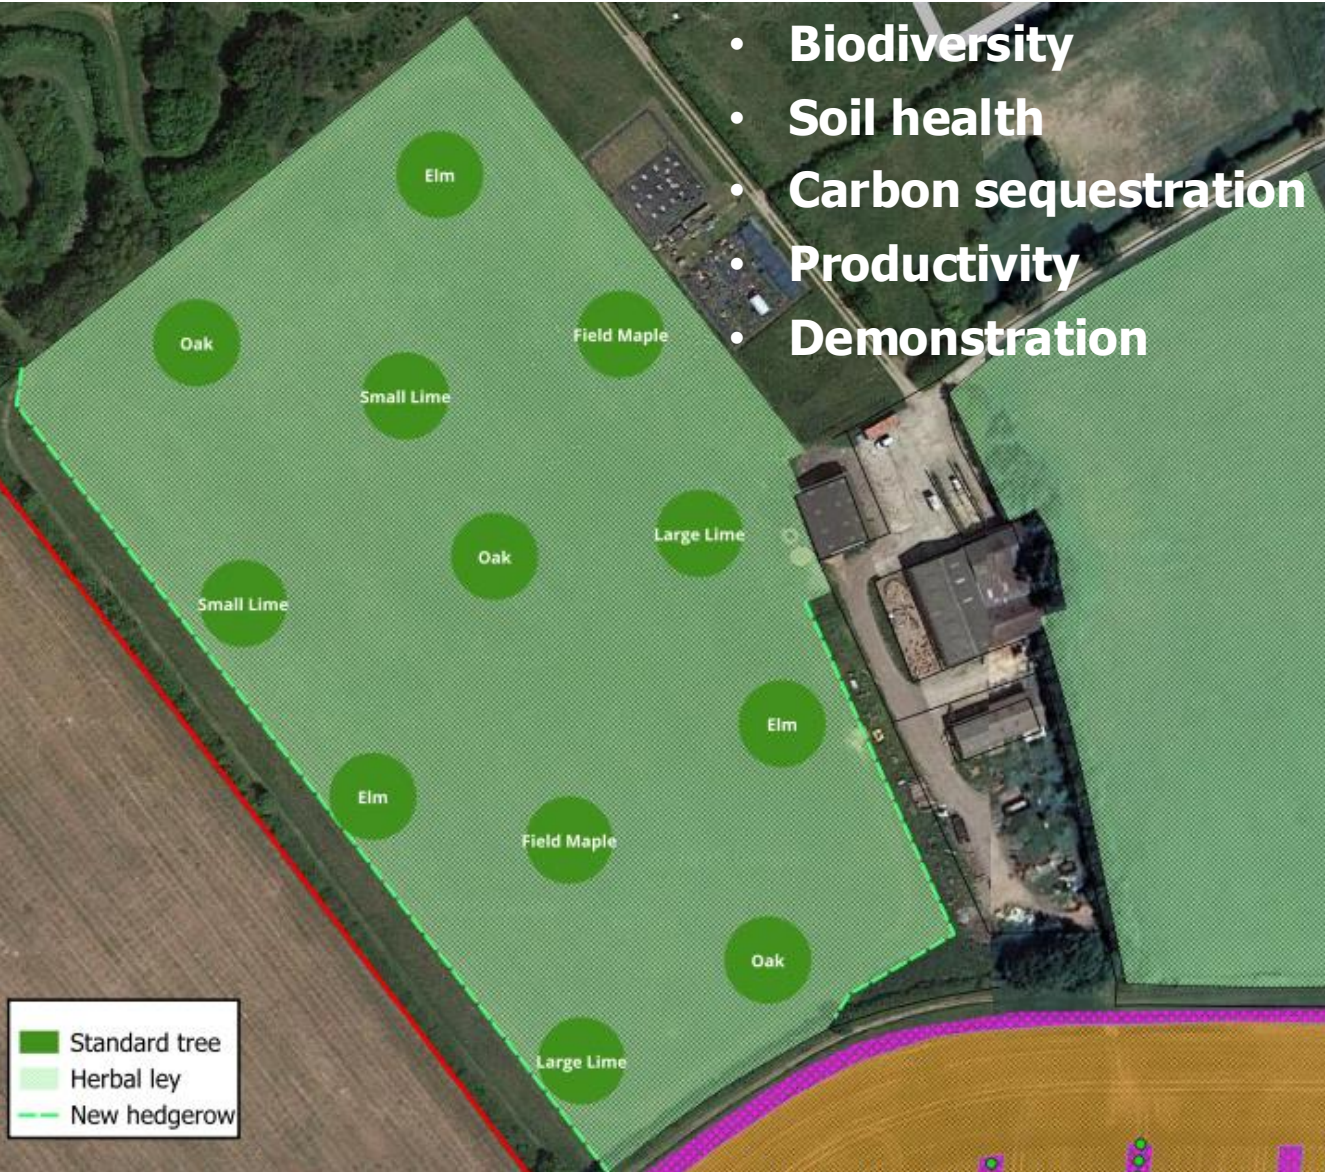 • Biodiversity
• Soil health
• Carbon sequestration
• Productivity
• Demonstration
Elm
Oak
Field Maple
Small Lime
Large Lime
Oak
Small Lime
Elm
Elm
Field Maple
Oak
Large Lime
Standard tree
Herbal ley
New hedgerow